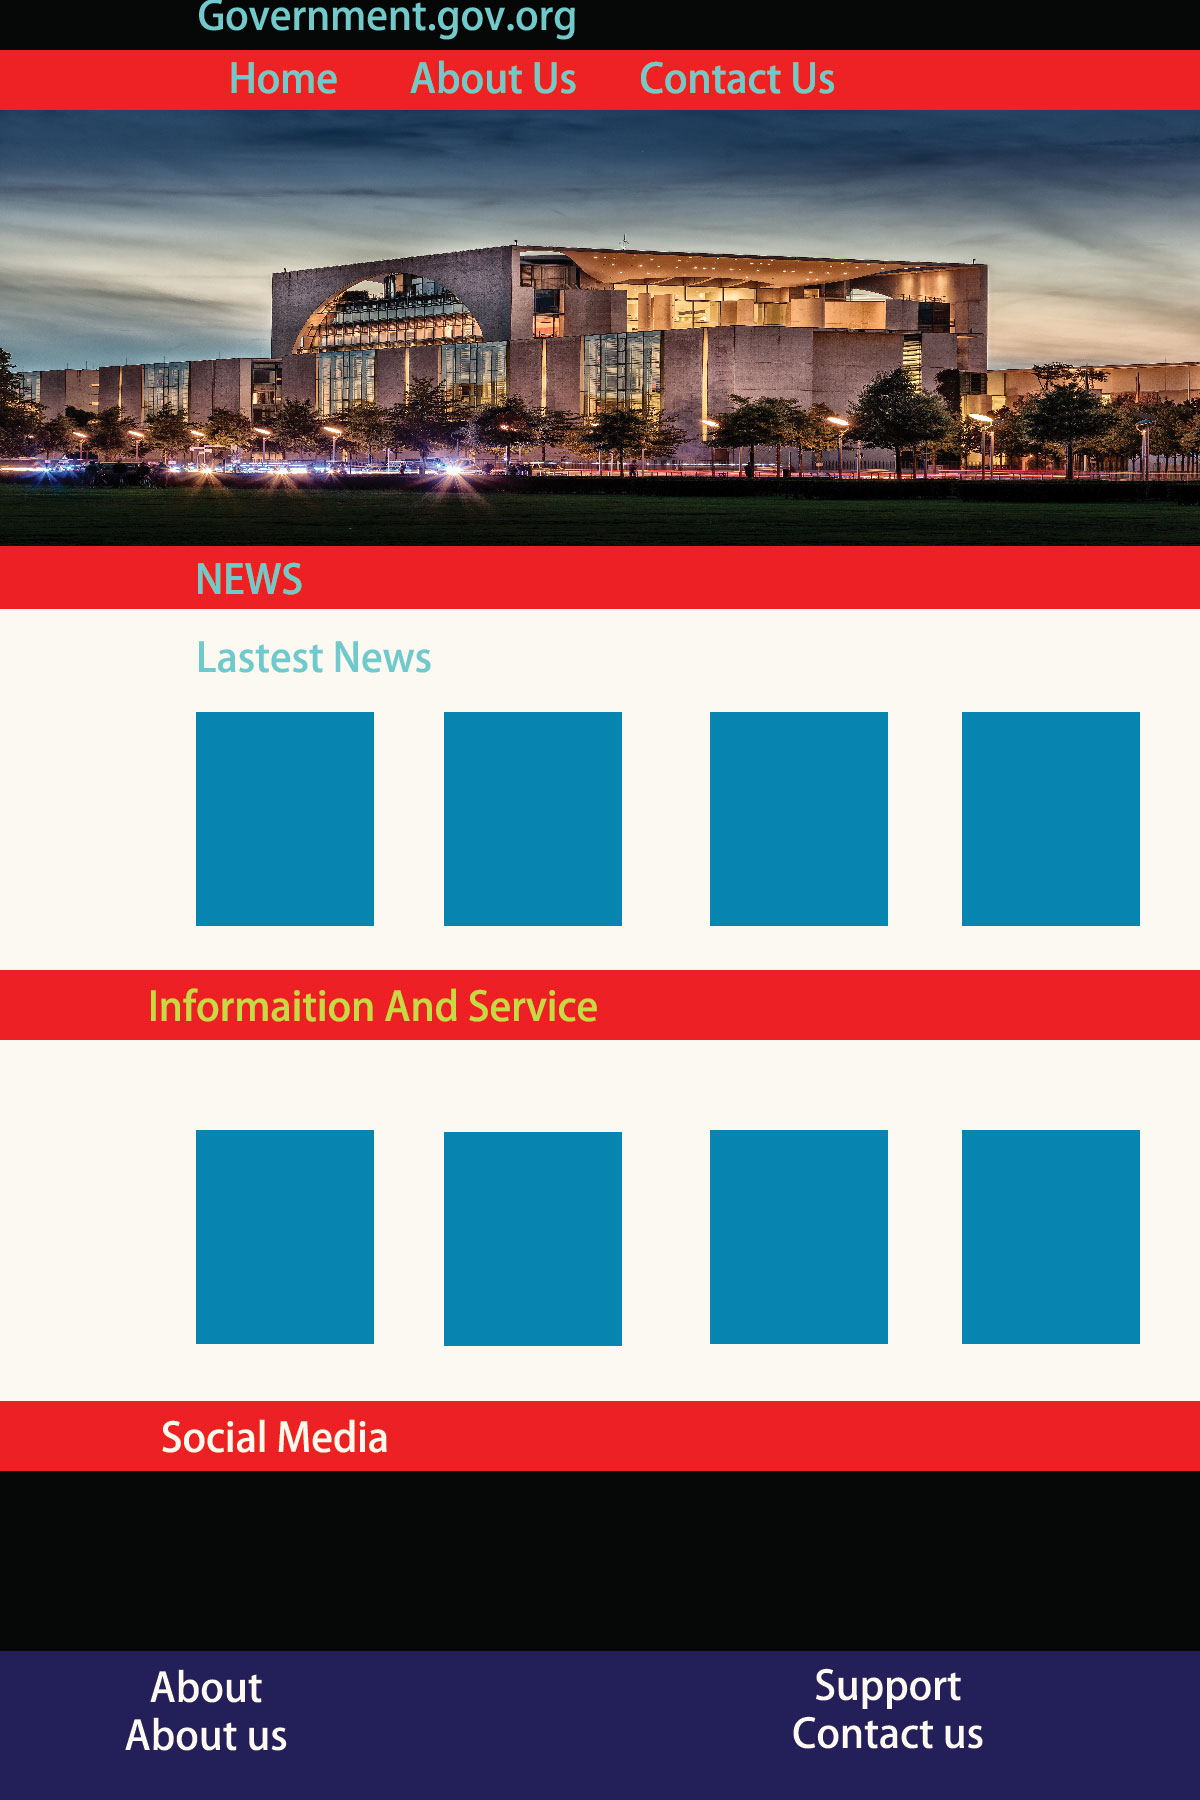 Government.gov.org
Home About Us Contact Us
NEWS
Lastest News
Informaition And Service
Social Media
About Support
About us Contact us